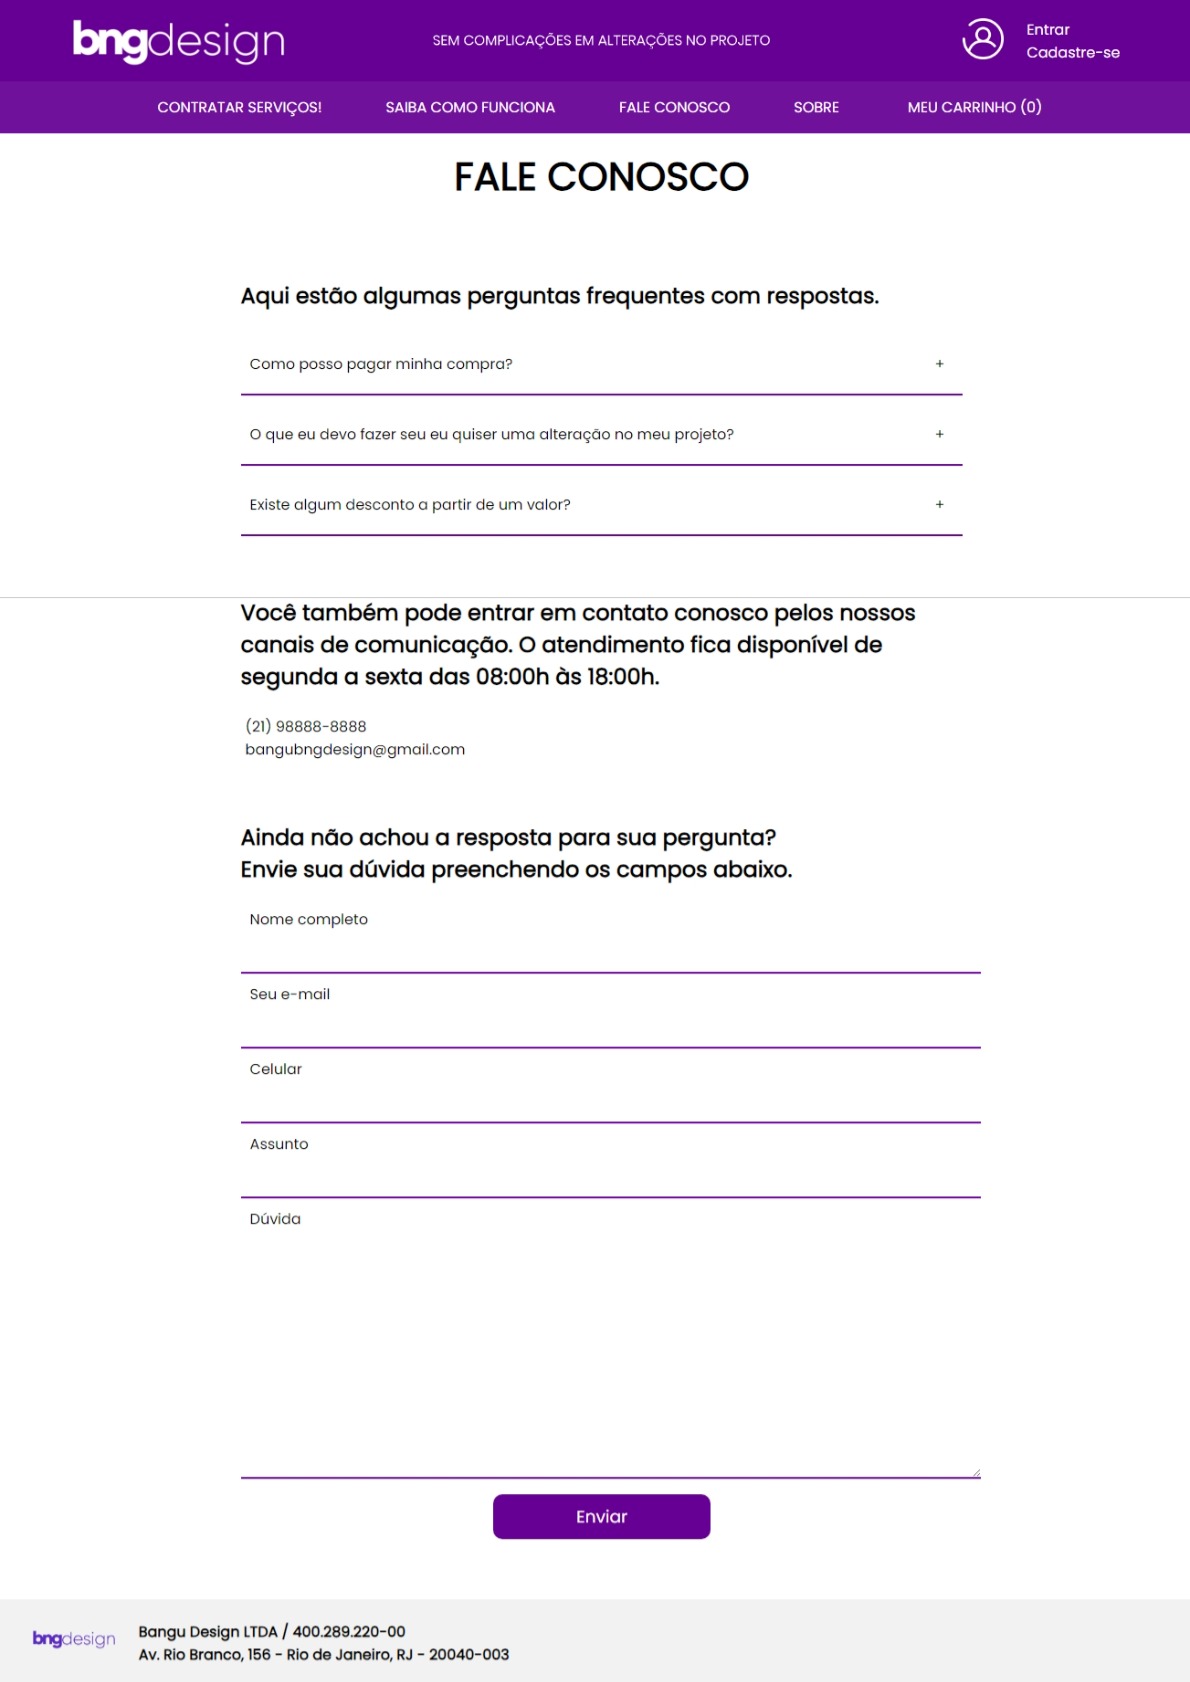 bngdesign
SEM COMPLICAÇÕES EM ALTERAÇÕES NO PROJETO
Entrar
Cadastre-se
CONTRATAR SERVIÇOS!
SAIBA COMO FUNCIONA
FALE CONOSCO
SOBRE
MEU CARRINHO (0)
FALE CONOSCO
Aqui estão algumas perguntas frequentes com respostas.
Como posso pagar minha compra? +
O que eu devo fazer seu eu quiser uma alteração no meu projeto? +
Existe algum desconto a partir de um valor? +
Você também pode entrar em contato conosco pelos nossos
canais de comunicação. O atendimento fica disponível de
segunda a sexta das 08:00h às 18:00h.
(21) 98888-8888
bangubngdesign@gmail.com
Ainda não achou a resposta para sua pergunta?
Envie sua dúvida preenchendo os campos abaixo.
Nome completo
Seu e-mail
Celular
Assunto
Dúvida
Enviar
bngdesign
Bangu Design LTDA / 400.289.220-00
Av. Rio Branco, 156 - Rio de Janeiro, RJ - 20040-003